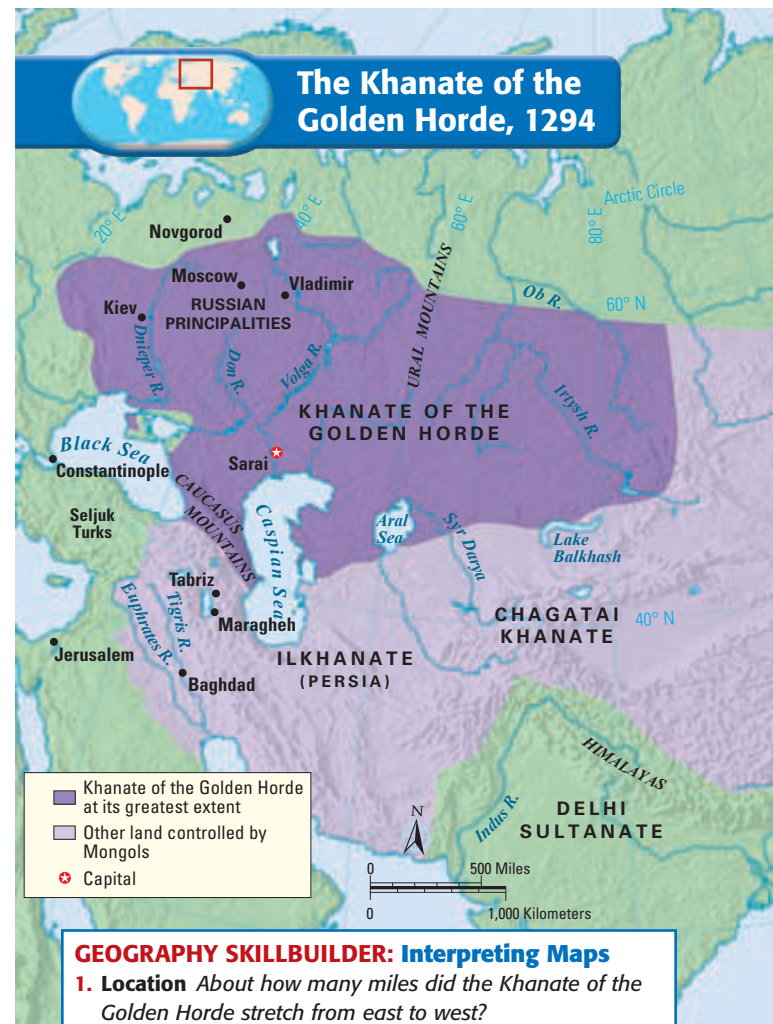 The Khanate of the
Golden Horde, 1294
Arctic Circle
20° E
40° E
60° E
80° E
Novgorod
Moscow
Vladimir
Kiev
RUSSIAN
PRINCIPALITIES
Dnieper R.
Don R.
Volga R.
URAL MOUNTAINS
Ob R.
60° N
Irtysh R.
KHANATE OF THE
GOLDEN HORDE
Black Sea
Constantinople
Sarai
CAUCASUS
MOUNTAINS
Seljuk
Turks
Caspian Sea
Aral
Sea
Syr Darya
Lake
Balkhash
Tabriz
Maragheh
Euphrates R.
Tigris R.
CHAGATAI
KHANATE
40° N
Jerusalem
Baghdad
ILKHANATE
(PERSIA)
HIMALAYAS
Indus R.
DELHI
SULTANATE
Khanate of the Golden Horde
at its greatest extent
Other land controlled by
Mongols
Capital
N
0
500 Miles
0
1,000 Kilometers
GEOGRAPHY SKILLBUILDER: Interpreting Maps
1. Location About how many miles did the Khanate of the
Golden Horde stretch from east to west?